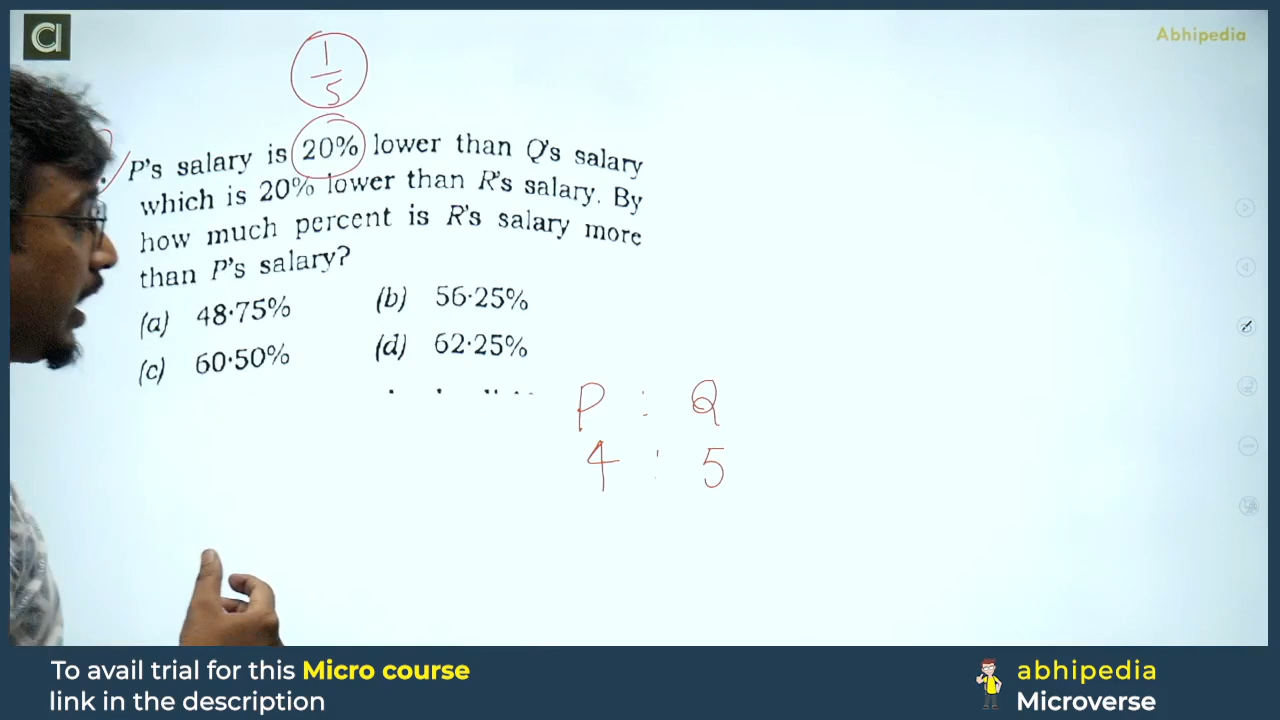 Abhipedia
1
5
P's salary is 20% lower than Q's salary
which is 20% lower than R's salary. By
how much percent is R's salary more
than P's salary?
(a) 48·75% (b) 56·25%
(c) 60·50% (d) 62·25%
P : Q
4 : 5
To avail trial for this Micro course
link in the description
abhipedia
Microverse